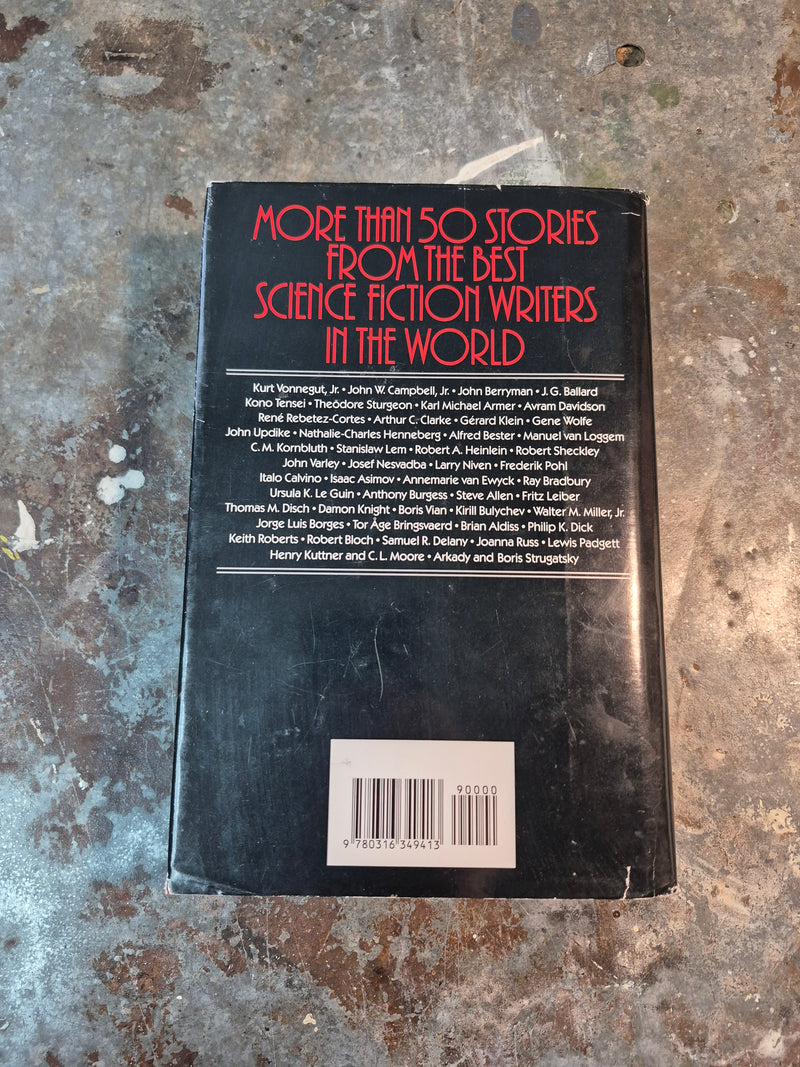 MORE THAN 50 STORIES
FROM THE BEST
SCIENCE FICTION WRITERS
IN THE WORLD
Kurt Vonnegut, Jr. • John W. Campbell, Jr. • John Berryman • J. G. Ballard
Kono Tensei • Theodore Sturgeon • Karl Michael Armer • Avram Davidson
René Rebetez-Cortes • Arthur C. Clarke • Gérard Klein • Gene Wolfe
John Updike • Nathalie-Charles Henneberg • Alfred Bester • Manuel van Loggem
C. M. Kornbluth • Stanislaw Lem • Robert A. Heinlein • Robert Sheckley
John Varley • Josef Nesvadba • Larry Niven • Frederik Pohl
Italo Calvino • Isaac Asimov • Annemarie van Ewyck • Ray Bradbury
Ursula K. Le Guin • Anthony Burgess • Steve Allen • Fritz Leiber
Thomas M. Disch • Damon Knight • Boris Vian • Kirill Bulychev • Walter M. Miller, Jr.
Jorge Luis Borges • Tor Åge Bringsvaerd • Brian Aldiss • Philip K. Dick
Keith Roberts • Robert Bloch • Samuel R. Delany • Joanna Russ • Lewis Padgett
Henry Kuttner and C. L. Moore • Arkady and Boris Strugatsky
90000
9 780316 349413